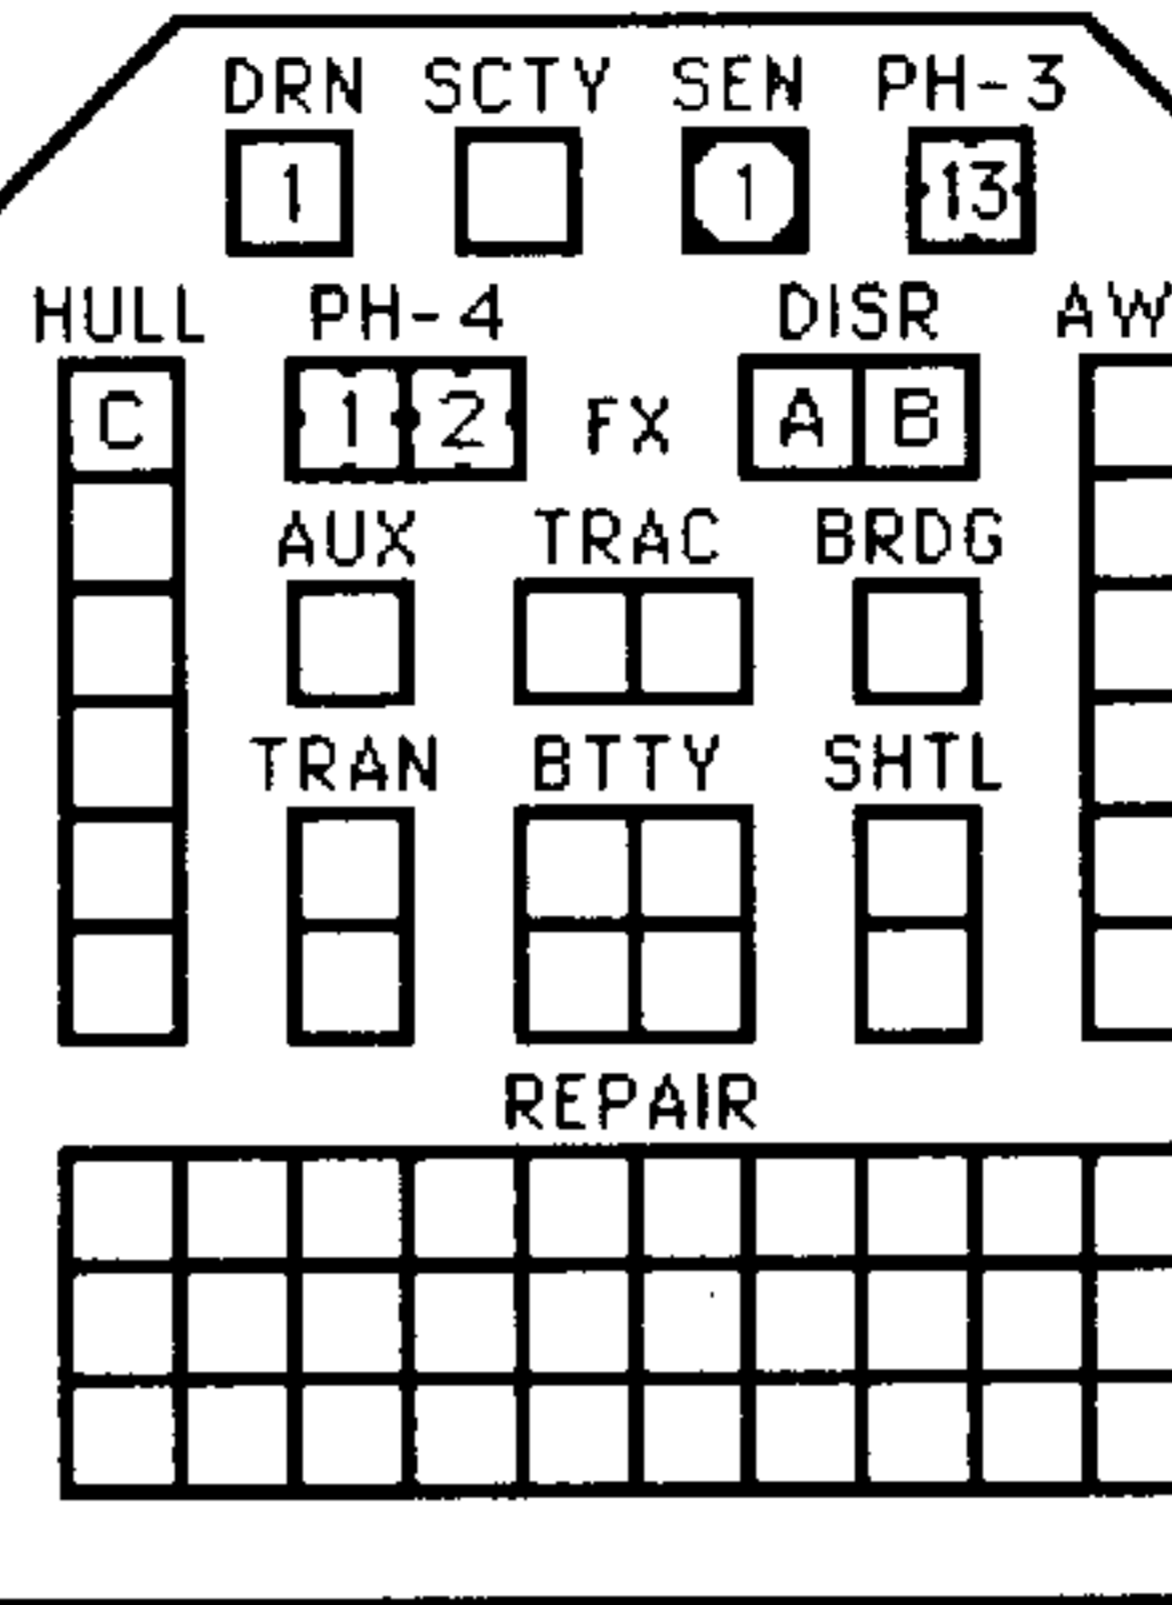 DRN SCTY SEN PH-3
1 1 13
HULL PH-4 DISR AW
C 1 2 FX A B
AUX TRAC BRDG
TRAN BTTY SHTL
REPAIR